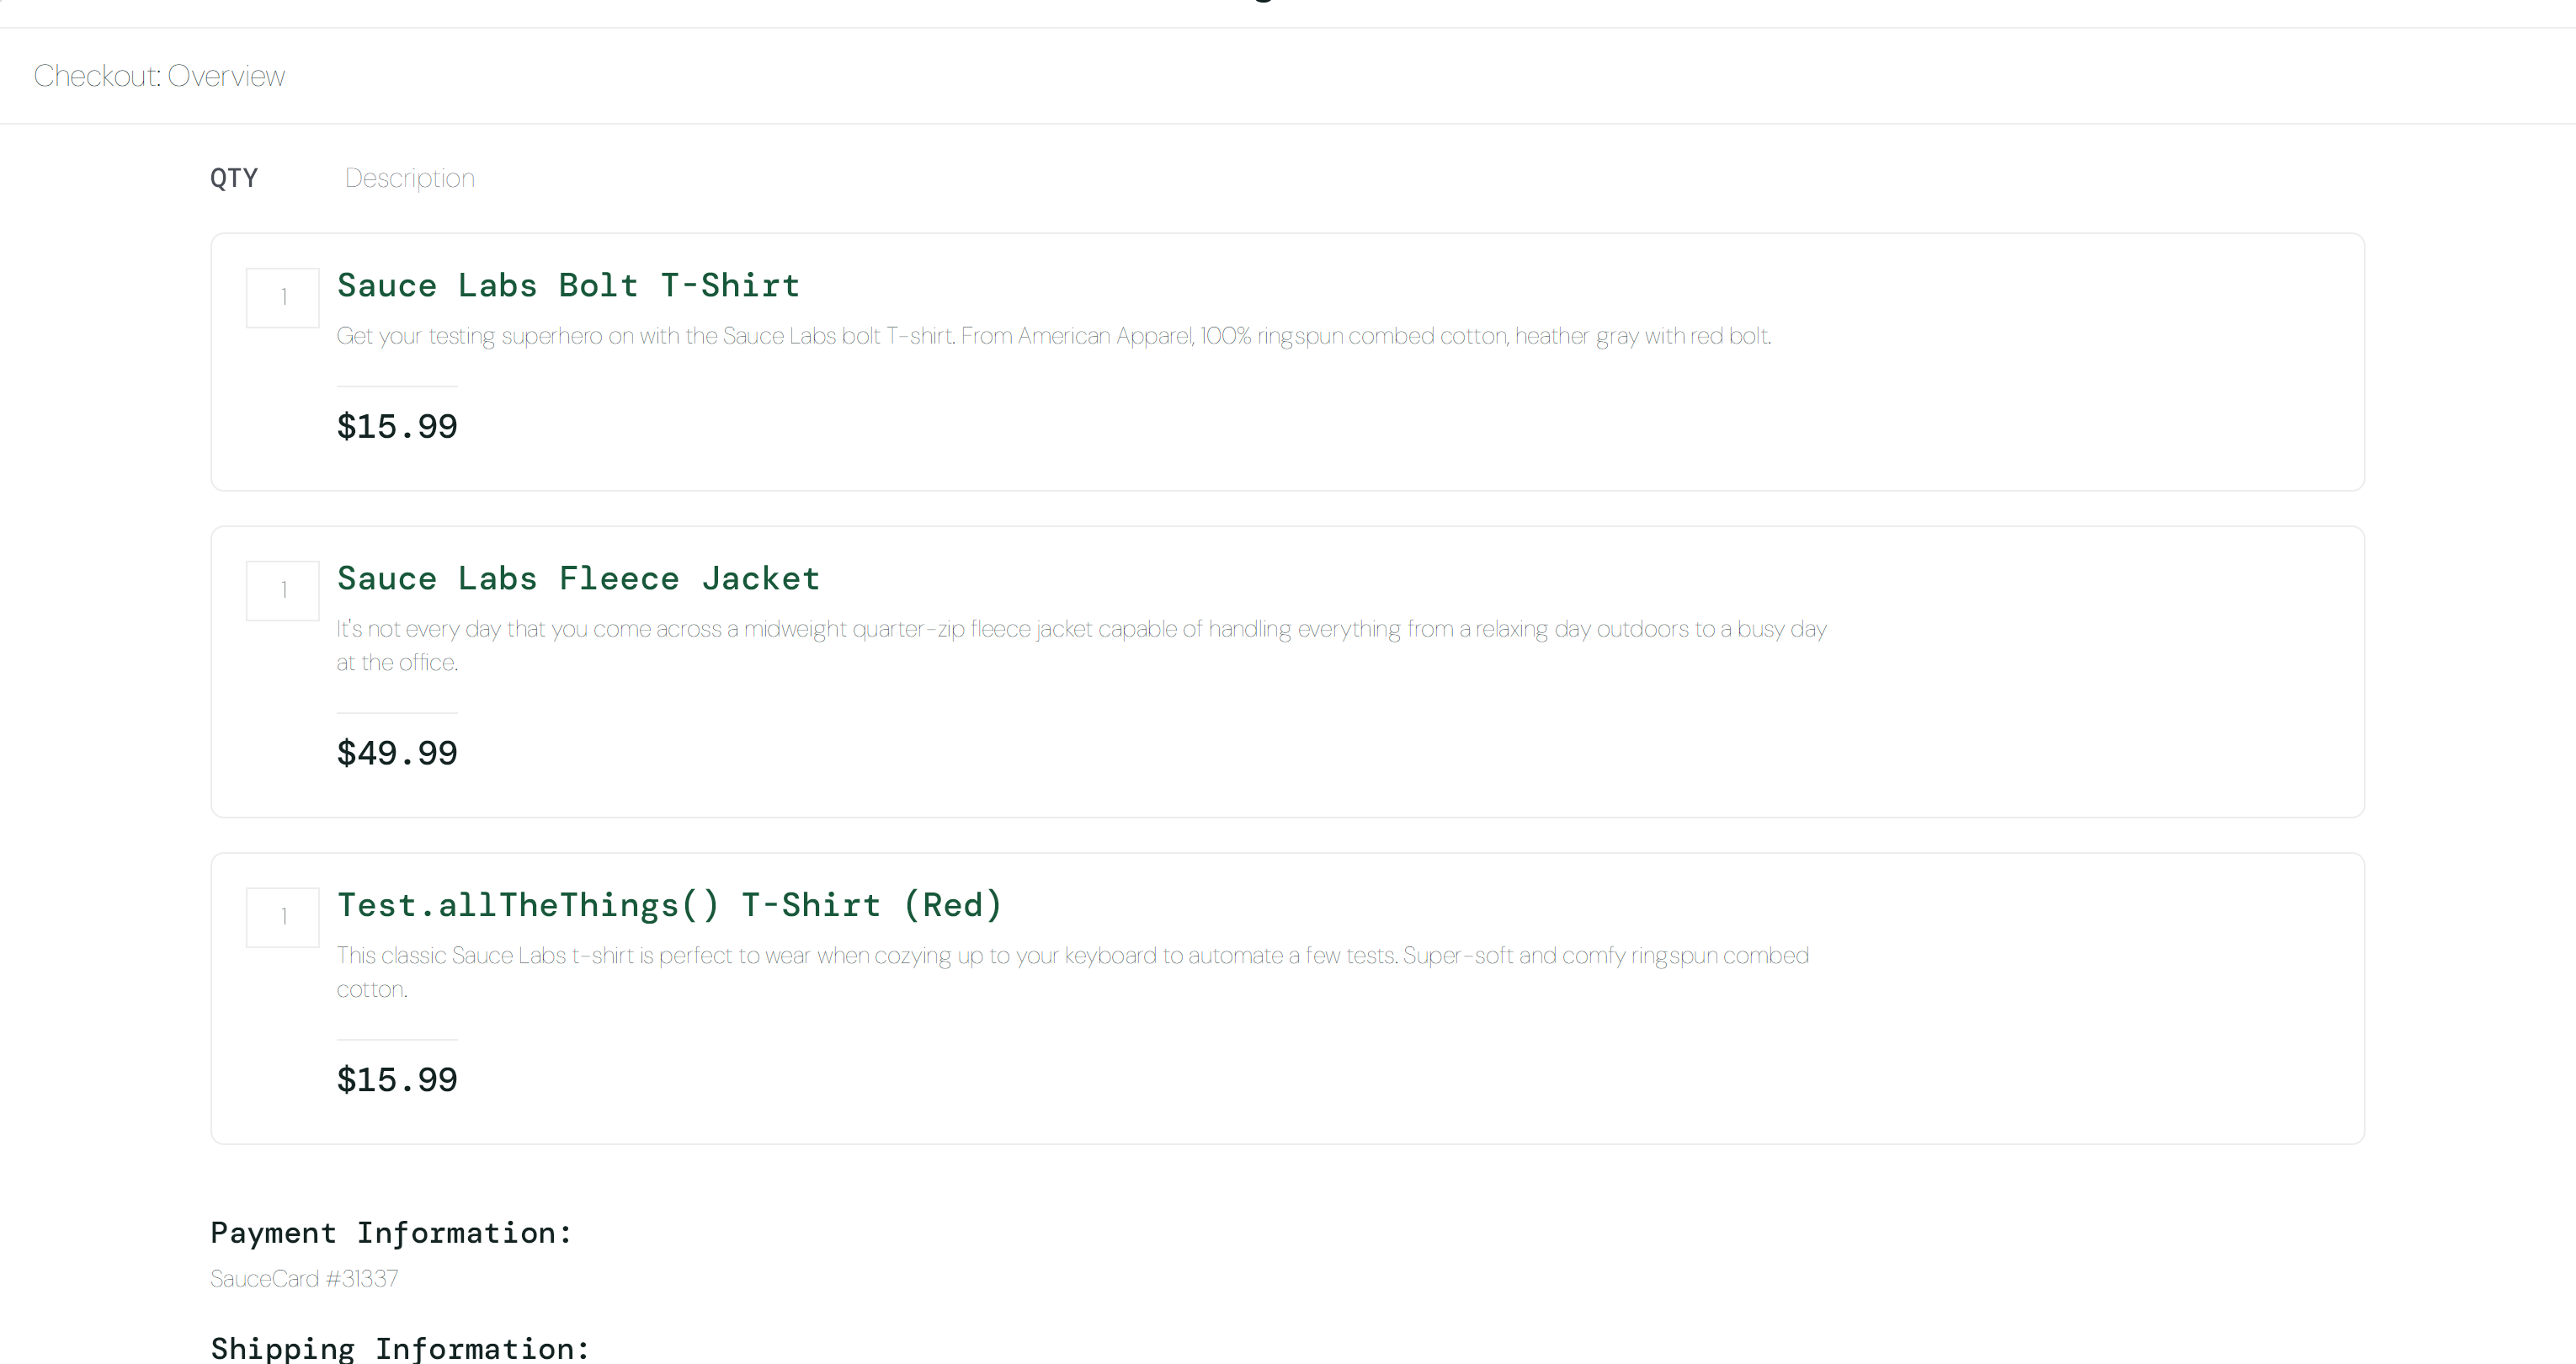 Checkout: Overview
QTY Description
1 Sauce Labs Bolt T-Shirt
Get your testing superhero on with the Sauce Labs bolt T-shirt. From American Apparel, 100% ringspun combed cotton, heather gray with red bolt.
$15.99
1 Sauce Labs Fleece Jacket
It's not every day that you come across a midweight quarter-zip fleece jacket capable of handling everything from a relaxing day outdoors to a busy day
at the office.
$49.99
1 Test.allTheThings() T-Shirt (Red)
This classic Sauce Labs t-shirt is perfect to wear when cozying up to your keyboard to automate a few tests. Super-soft and comfy ringspun combed
cotton.
$15.99
Payment Information:
SauceCard #31337
Shipping Information: